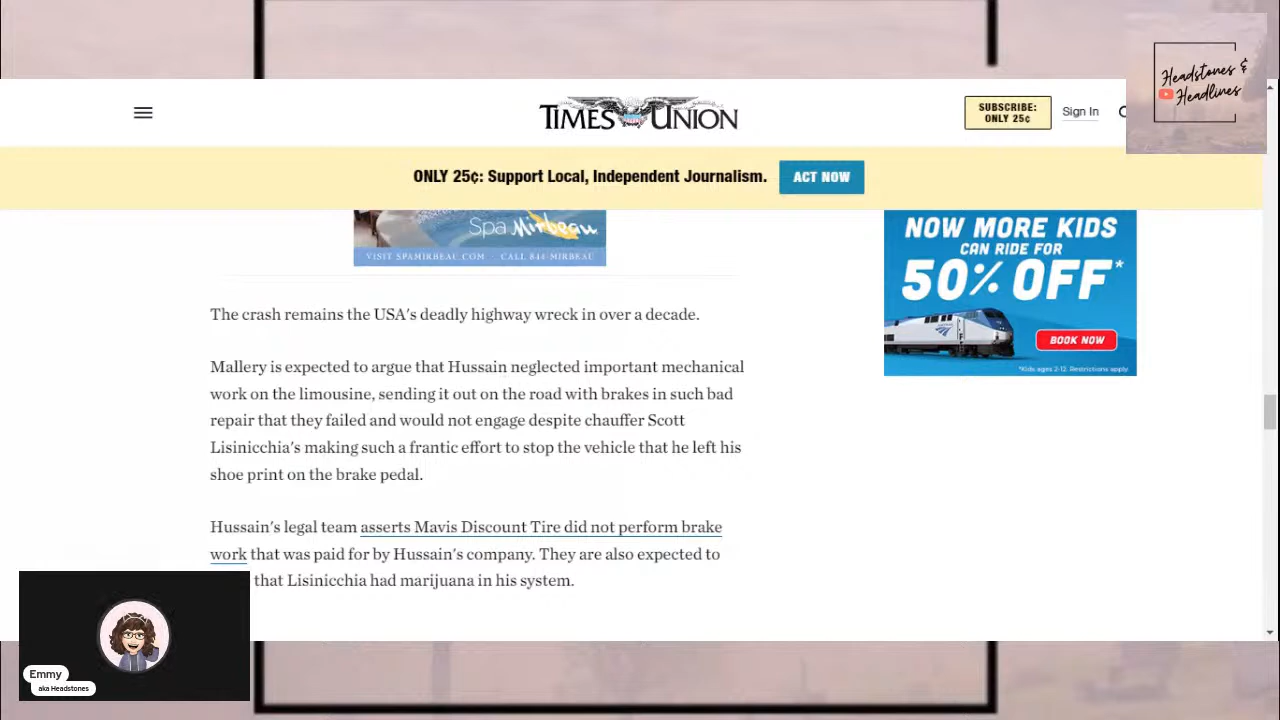 Headstones &
Headlines
TIMES UNION
SUBSCRIBE:
ONLY 25¢
Sign In
ONLY 25¢: Support Local, Independent Journalism.
ACT NOW
Spa Mirbeau
VISIT SPAMIRBEAU.COM CALL 844-MIRBEAU
NOW MORE KIDS
CAN RIDE FOR
50% OFF*
BOOK NOW
*Kids ages 2-12. Restrictions apply.
The crash remains the USA's deadly highway wreck in over a decade.
Mallery is expected to argue that Hussain neglected important mechanical
work on the limousine, sending it out on the road with brakes in such bad
repair that they failed and would not engage despite chauffer Scott
Lisinicchia's making such a frantic effort to stop the vehicle that he left his
shoe print on the brake pedal.
Hussain's legal team asserts Mavis Discount Tire did not perform brake
work that was paid for by Hussain's company. They are also expected to
that Lisinicchia had marijuana in his system.
Emmy
aka Headstones